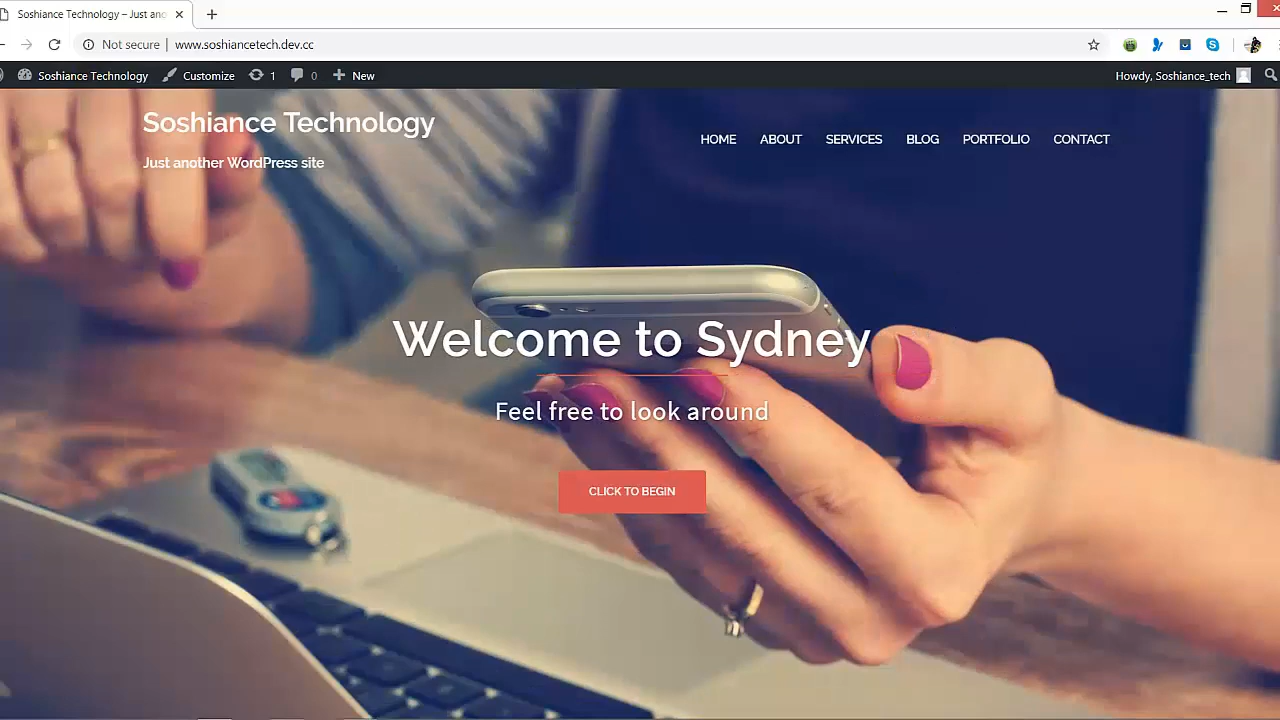 Soshiance Technology – Just ano
Not secure | www.soshiancetech.dev.cc
Soshiance Technology Customize 1 0 New Howdy, Soshiance_tech
Soshiance Technology
Just another WordPress site
HOME ABOUT SERVICES BLOG PORTFOLIO CONTACT
Welcome to Sydney
Feel free to look around
CLICK TO BEGIN